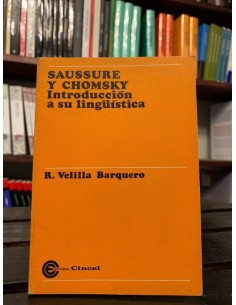 SAUSSURE
Y CHOMSKY
Introducción
a su lingüística
R. Velilla Barquero
Cincel